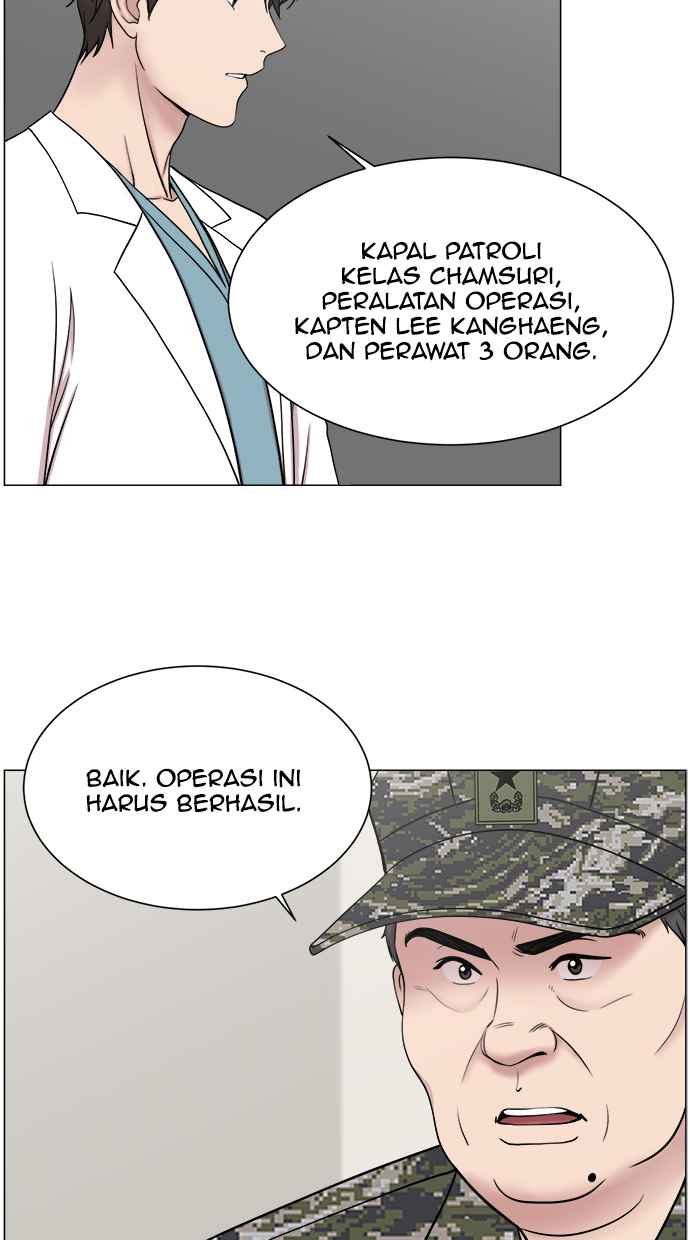 KAPAL PATROLI
KELAS CHAMSURI,
PERALATAN OPERASI,
KAPTEN LEE KANGHAENG,
DAN PERAWAT 3 ORANG.
BAIK. OPERASI INI
HARUS BERHASIL.